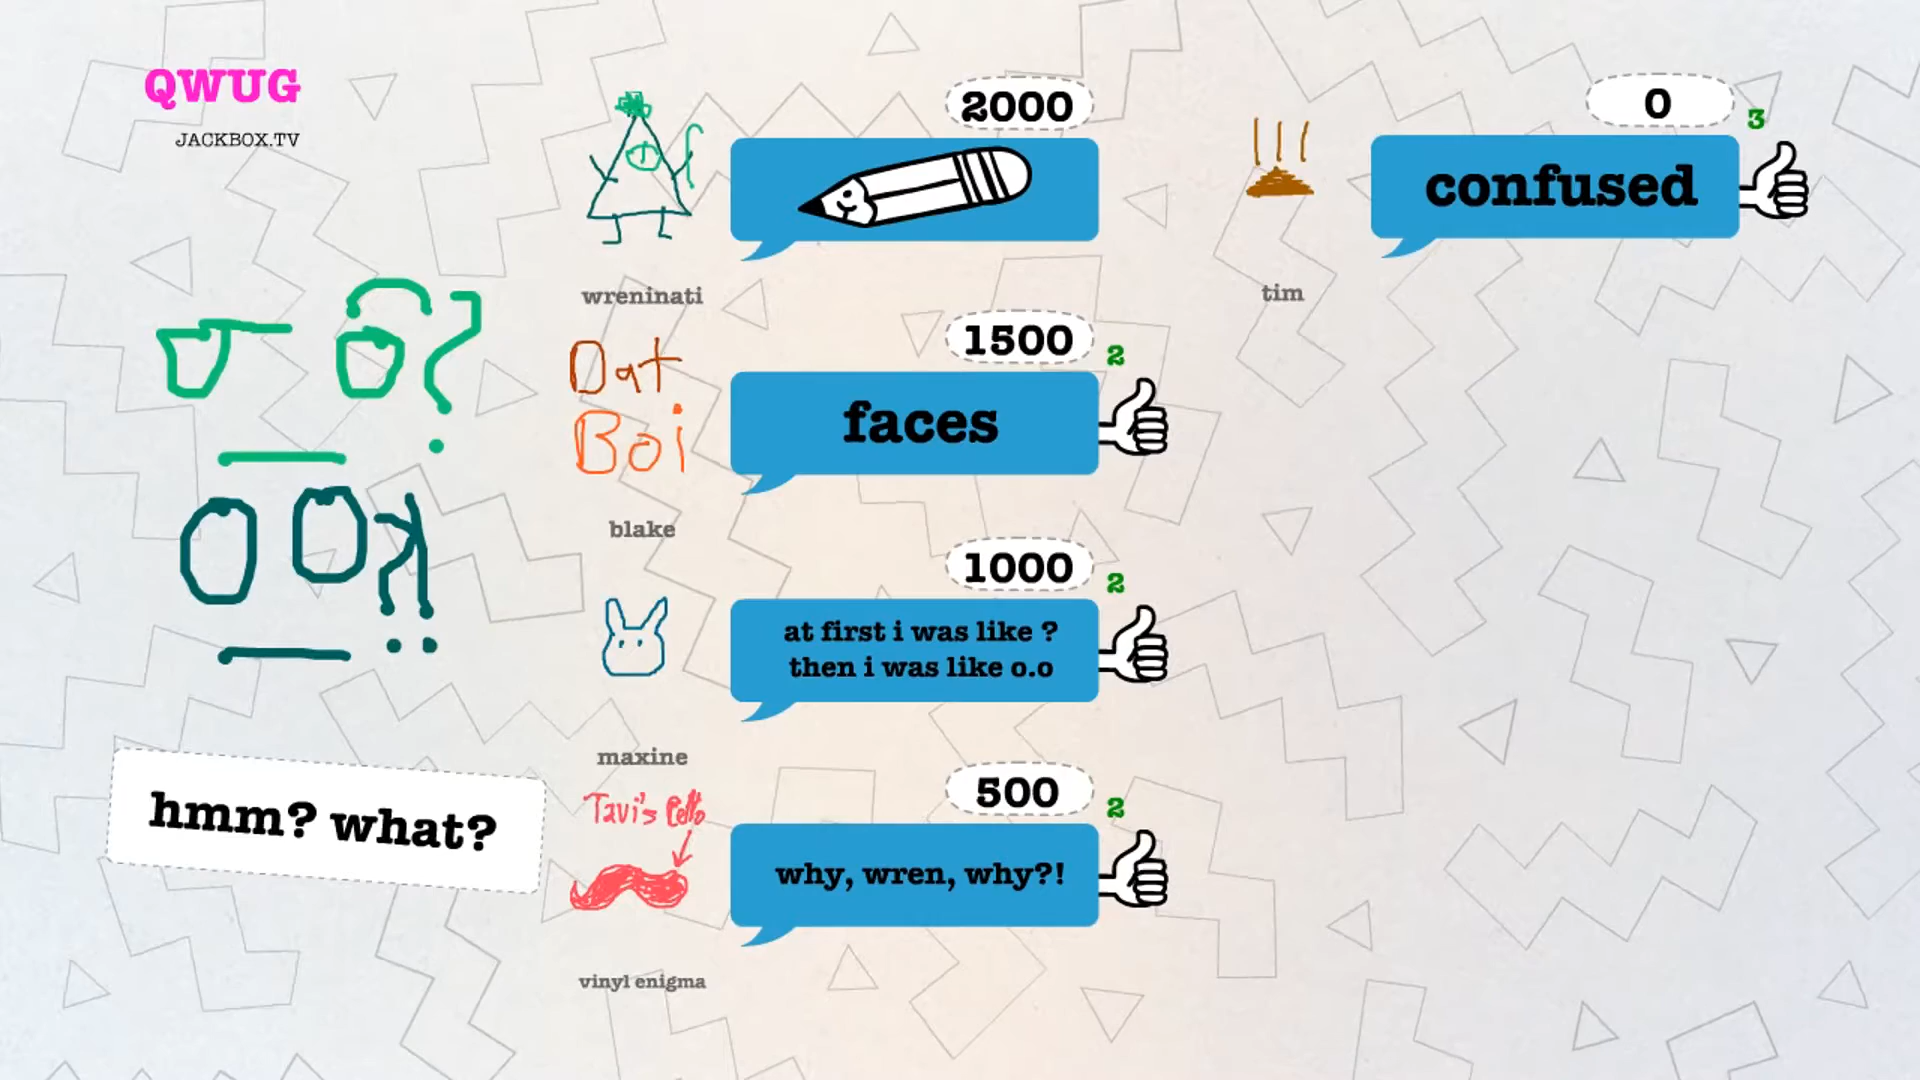 QWUG
JACKBOX.TV
?
??
hmm? what?
2000
wreninati
Dat
Boi
1500
2
faces
blake
1000
2
at first i was like ?
then i was like o.o
maxine
Tavi's Cello
500
2
why, wren, why?!
vinyl enigma
0
3
confused
tim